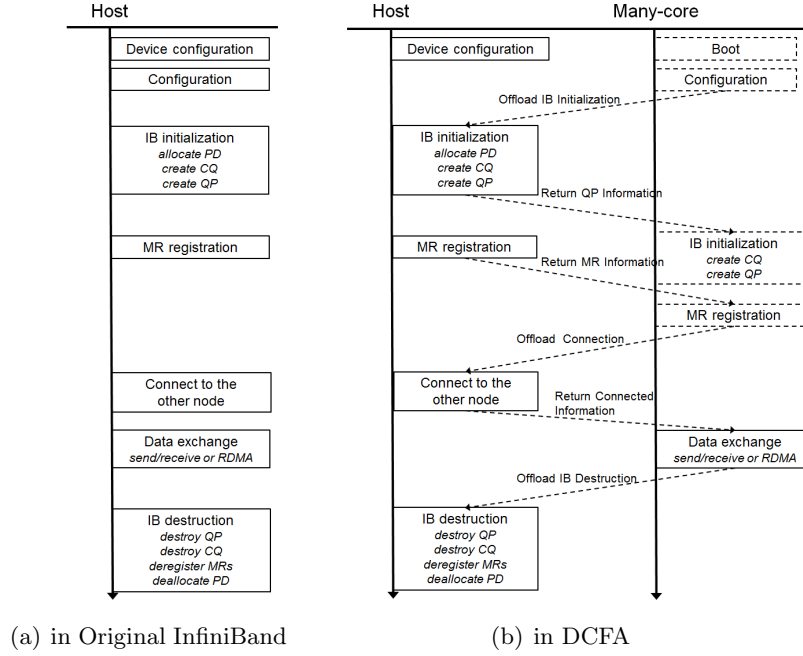 Host
Device configuration
Configuration
IB initialization
allocate PD
create CQ
create QP
MR registration
Connect to the
other node
Data exchange
send/receive or RDMA
IB destruction
destroy QP
destroy CQ
deregister MRs
deallocate PD
(a) in Original InfiniBand
Host
Many-core
Device configuration
Boot
Configuration
Offload IB Initialization
IB initialization
allocate PD
create CQ
create QP
Return QP Information
IB initialization
create CQ
create QP
MR registration
Return MR Information
MR registration
Offload Connection
Connect to the
other node
Return Connected
Information
Data exchange
send/receive or RDMA
Offload IB Destruction
IB destruction
destroy QP
destroy CQ
deregister MRs
deallocate PD
(b) in DCFA